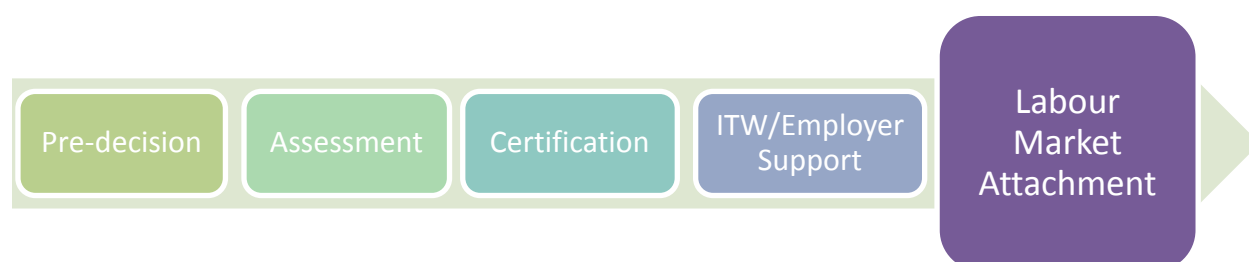 Pre-decision
Assessment
Certification
ITW/Employer
Support
Labour
Market
Attachment